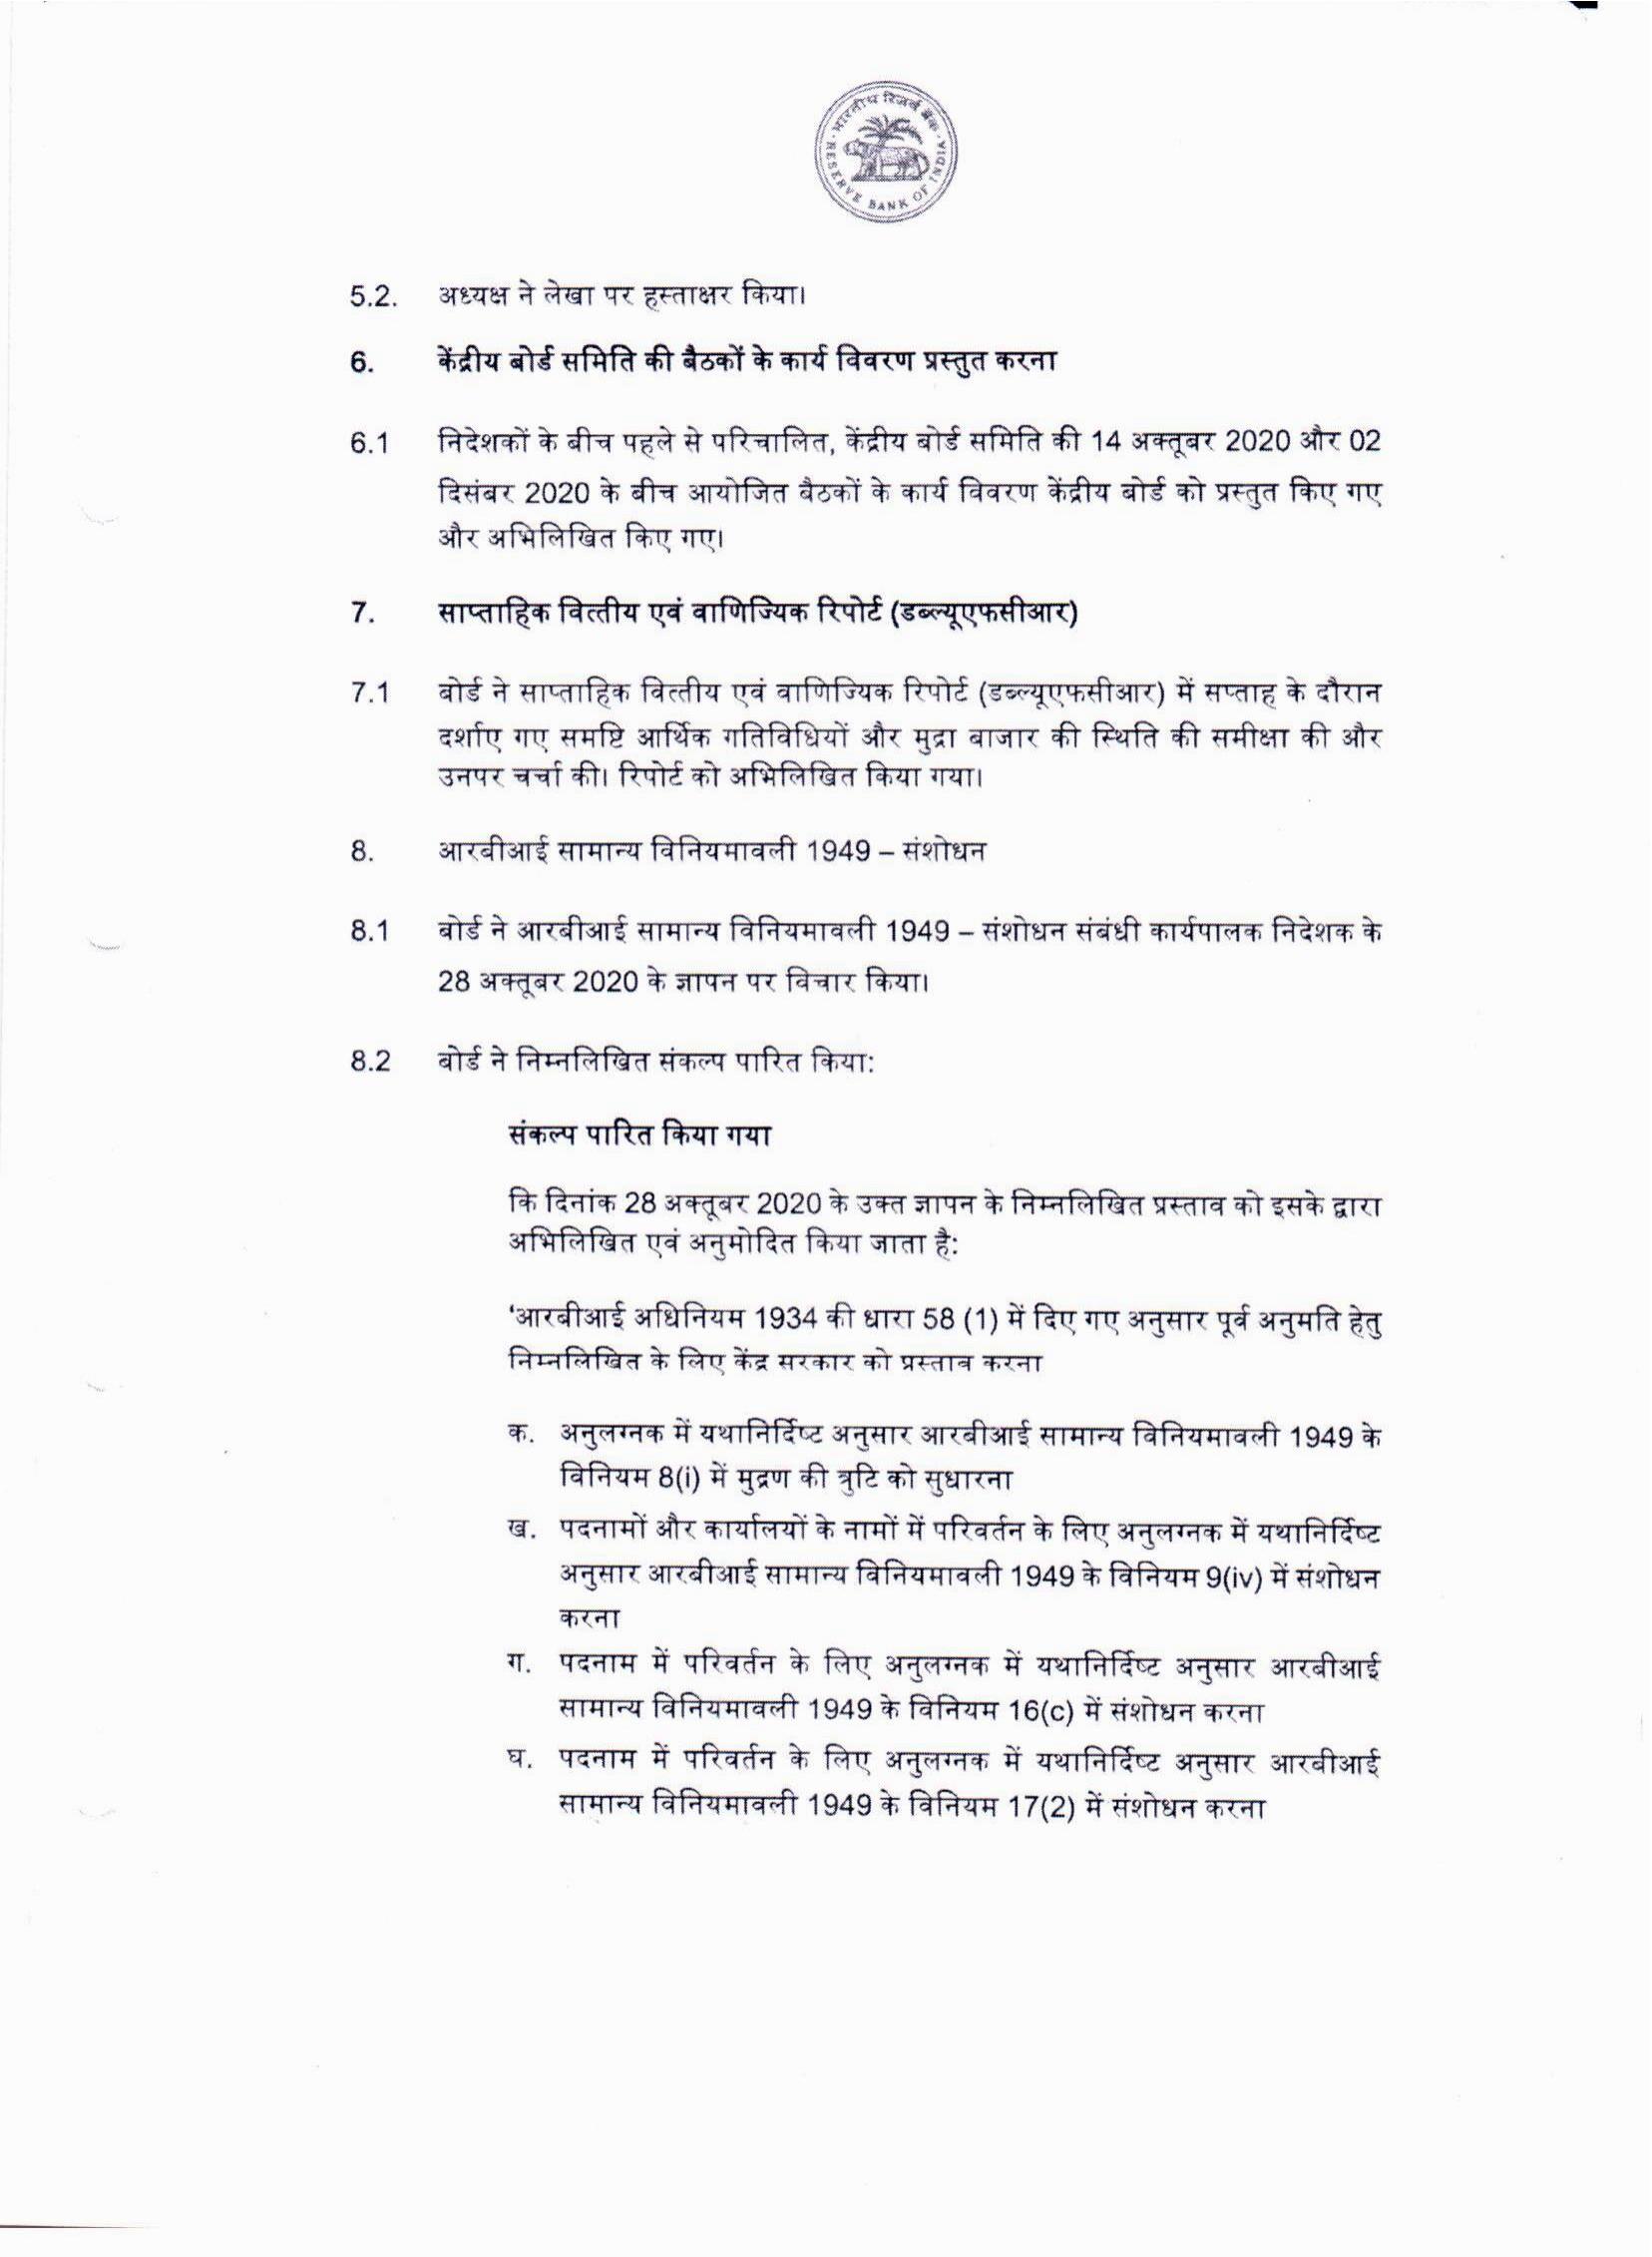 भारतीय रिज़र्व बैंक
RESERVE BANK OF INDIA
5.2. अध्यक्ष ने लेखा पर हस्ताक्षर किया।
6. केंद्रीय बोर्ड समिति की बैठकों के कार्य विवरण प्रस्तुत करना
6.1 निदेशकों के बीच पहले से परिचालित, केंद्रीय बोर्ड समिति की 14 अक्तूबर 2020 और 02
दिसंबर 2020 के बीच आयोजित बैठकों के कार्य विवरण केंद्रीय बोर्ड को प्रस्तुत किए गए
और अभिलिखित किए गए।
7. साप्ताहिक वित्तीय एवं वाणिज्यिक रिपोर्ट (डब्ल्यूएफसीआर)
7.1 बोर्ड ने साप्ताहिक वित्तीय एवं वाणिज्यिक रिपोर्ट (डब्ल्यूएफसीआर) में सप्ताह के दौरान
दर्शाए गए समष्टि आर्थिक गतिविधियों और मुद्रा बाजार की स्थिति की समीक्षा की और
उनपर चर्चा की। रिपोर्ट को अभिलिखित किया गया।
8. आरबीआई सामान्य विनियमावली 1949 – संशोधन
8.1 बोर्ड ने आरबीआई सामान्य विनियमावली 1949 – संशोधन संबंधी कार्यपालक निदेशक के
28 अक्तूबर 2020 के ज्ञापन पर विचार किया।
8.2 बोर्ड ने निम्नलिखित संकल्प पारित किया:
संकल्प पारित किया गया
कि दिनांक 28 अक्तूबर 2020 के उक्त ज्ञापन के निम्नलिखित प्रस्ताव को इसके द्वारा
अभिलिखित एवं अनुमोदित किया जाता है:
‘आरबीआई अधिनियम 1934 की धारा 58 (1) में दिए गए अनुसार पूर्व अनुमति हेतु
निम्नलिखित के लिए केंद्र सरकार को प्रस्ताव करना
क. अनुलग्नक में यथानिर्दिष्ट अनुसार आरबीआई सामान्य विनियमावली 1949 के
विनियम 8(i) में मुद्रण की त्रुटि को सुधारना
ख. पदनामों और कार्यालयों के नामों में परिवर्तन के लिए अनुलग्नक में यथानिर्दिष्ट
अनुसार आरबीआई सामान्य विनियमावली 1949 के विनियम 9(iv) में संशोधन
करना
ग. पदनाम में परिवर्तन के लिए अनुलग्नक में यथानिर्दिष्ट अनुसार आरबीआई
सामान्य विनियमावली 1949 के विनियम 16(c) में संशोधन करना
घ. पदनाम में परिवर्तन के लिए अनुलग्नक में यथानिर्दिष्ट अनुसार आरबीआई
सामान्य विनियमावली 1949 के विनियम 17(2) में संशोधन करना